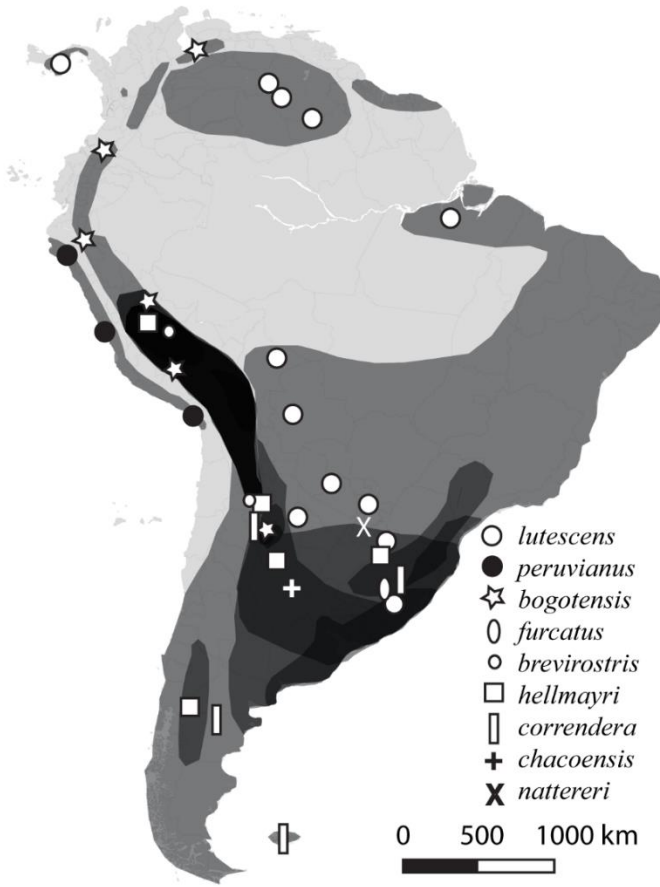 lutescens
peruvianus
bogotensis
furcatus
brevirostris
hellmayri
correndera
chacoensis
nattereri
0 500 1000 km